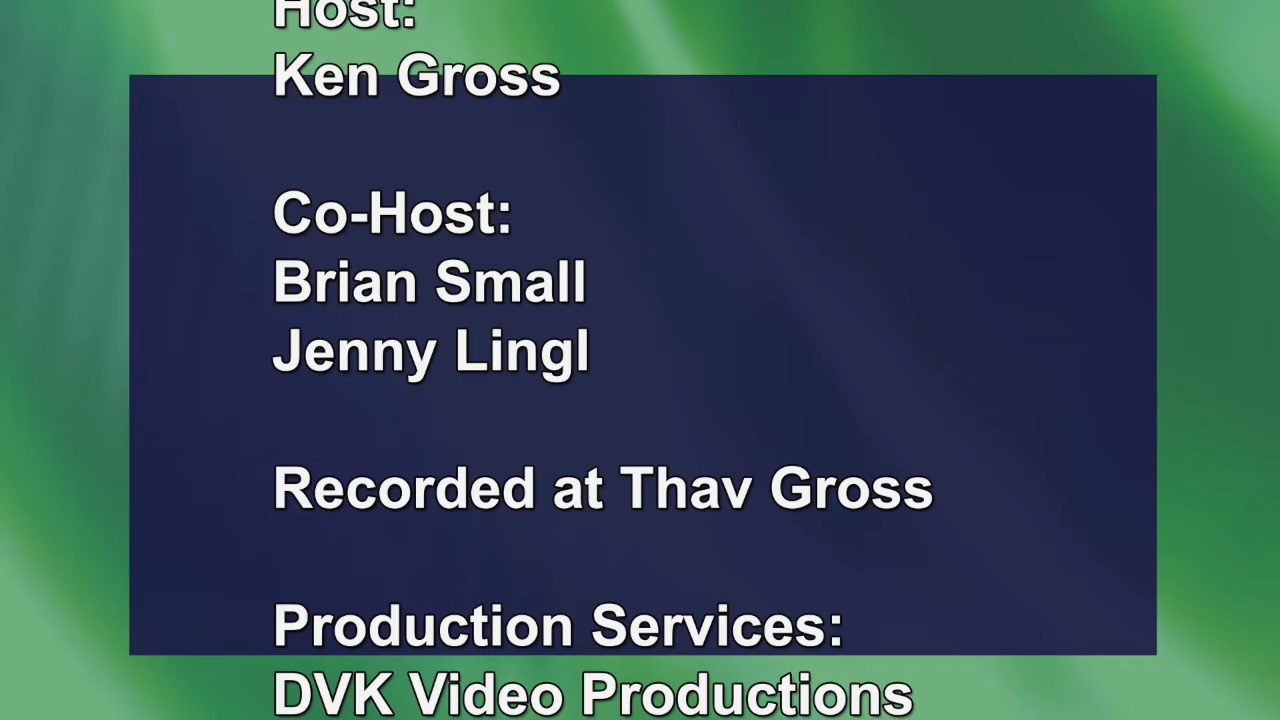 Host:
Ken Gross
Co-Host:
Brian Small
Jenny Lingl
Recorded at Thav Gross
Production Services:
DVK Video Productions